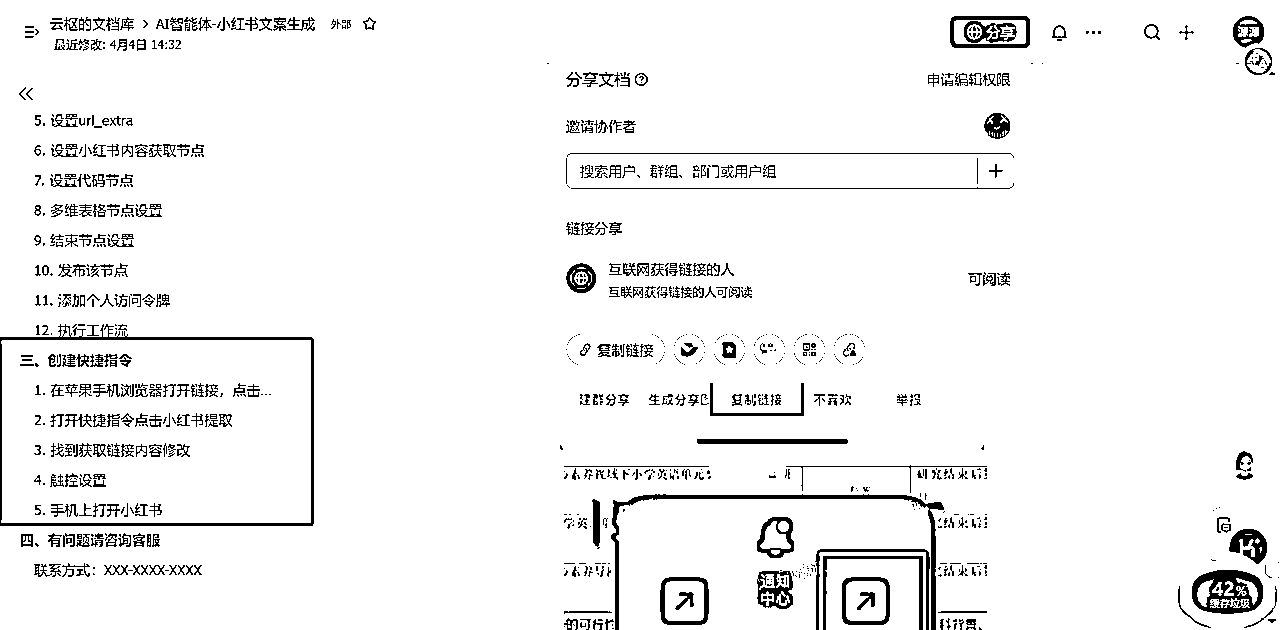 云枢的文档库 > AI智能体-小红书文案生成 外部
最近修改: 4月4日 14:32
分享
5. 设置url_extra
6. 设置小红书内容获取节点
7. 设置代码节点
8. 多维表格节点设置
9. 结束节点设置
10. 发布该节点
11. 添加个人访问令牌
12. 执行工作流
三、创建快捷指令
1. 在苹果手机浏览器打开链接，点击...
2. 打开快捷指令点击小红书提取
3. 找到获取链接内容修改
4. 触控设置
5. 手机上打开小红书
四、有问题请咨询客服
联系方式：XXX-XXXX-XXXX
分享文档
申请编辑权限
邀请协作者
搜索用户、群组、部门或用户组
链接分享
互联网获得链接的人
互联网获得链接的人可阅读
可阅读
复制链接
建群分享 生成分享 复制链接 不喜欢 举报
通知
中心
的可行性
42%
缓存垃圾